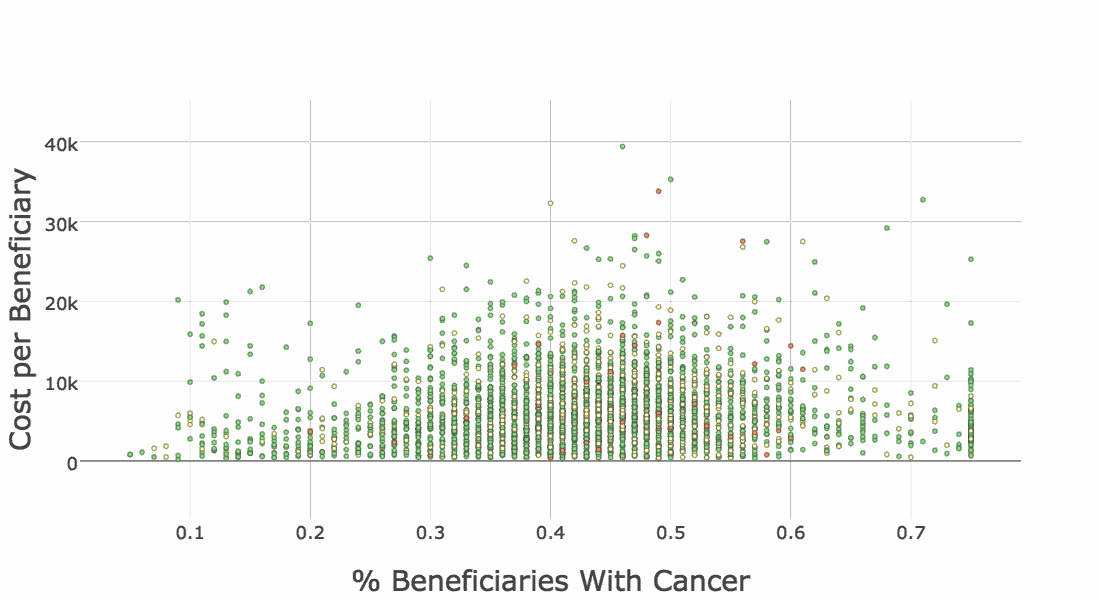 Cost per Beneficiary
40k
30k
20k
10k
0
0.1 0.2 0.3 0.4 0.5 0.6 0.7
% Beneficiaries With Cancer